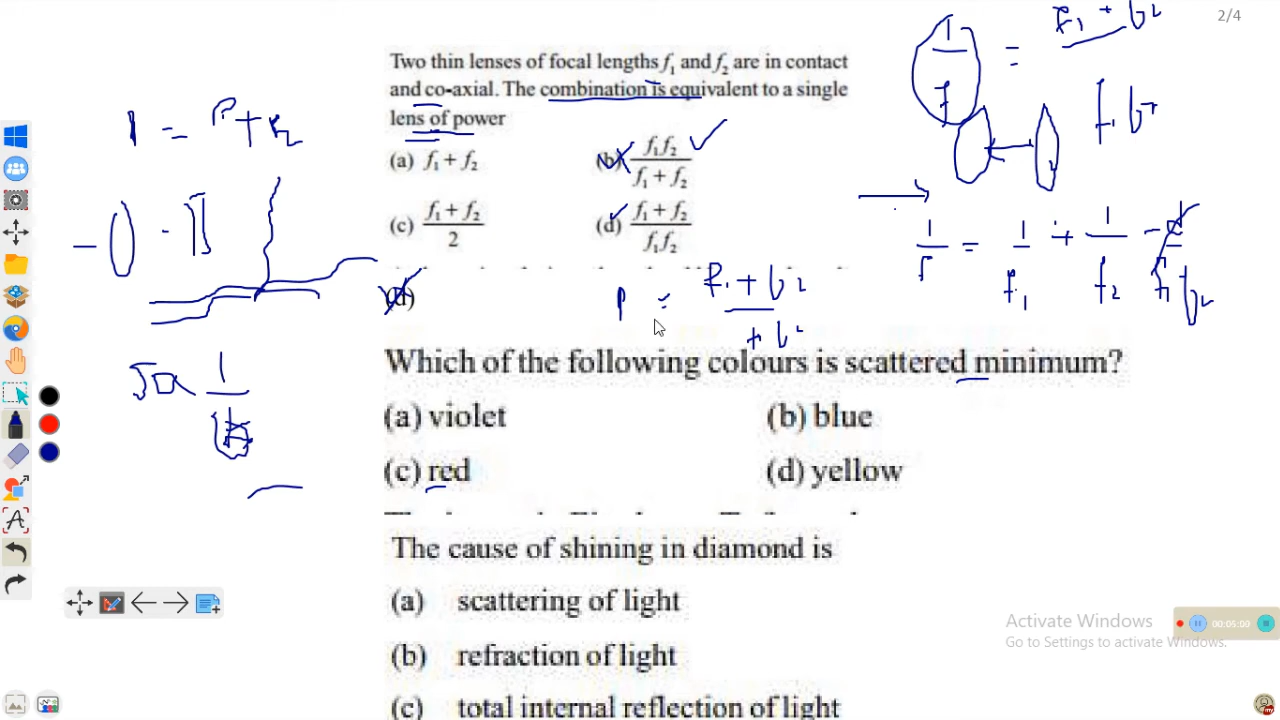 2/4
Two thin lenses of focal lengths f₁ and f₂ are in contact
and co-axial. The combination is equivalent to a single
lens of power
(a) f₁ + f₂
(b) f₁f₂ / f₁ + f₂
(c) f₁ + f₂ / 2
(d) f₁ + f₂ / f₁f₂
(d)
Which of the following colours is scattered minimum?
(a) violet
(b) blue
(c) red
(d) yellow
The cause of shining in diamond is
(a) scattering of light
(b) refraction of light
(c) total internal reflection of light
Activate Windows
Go to Settings to activate Windows.
00:05:00